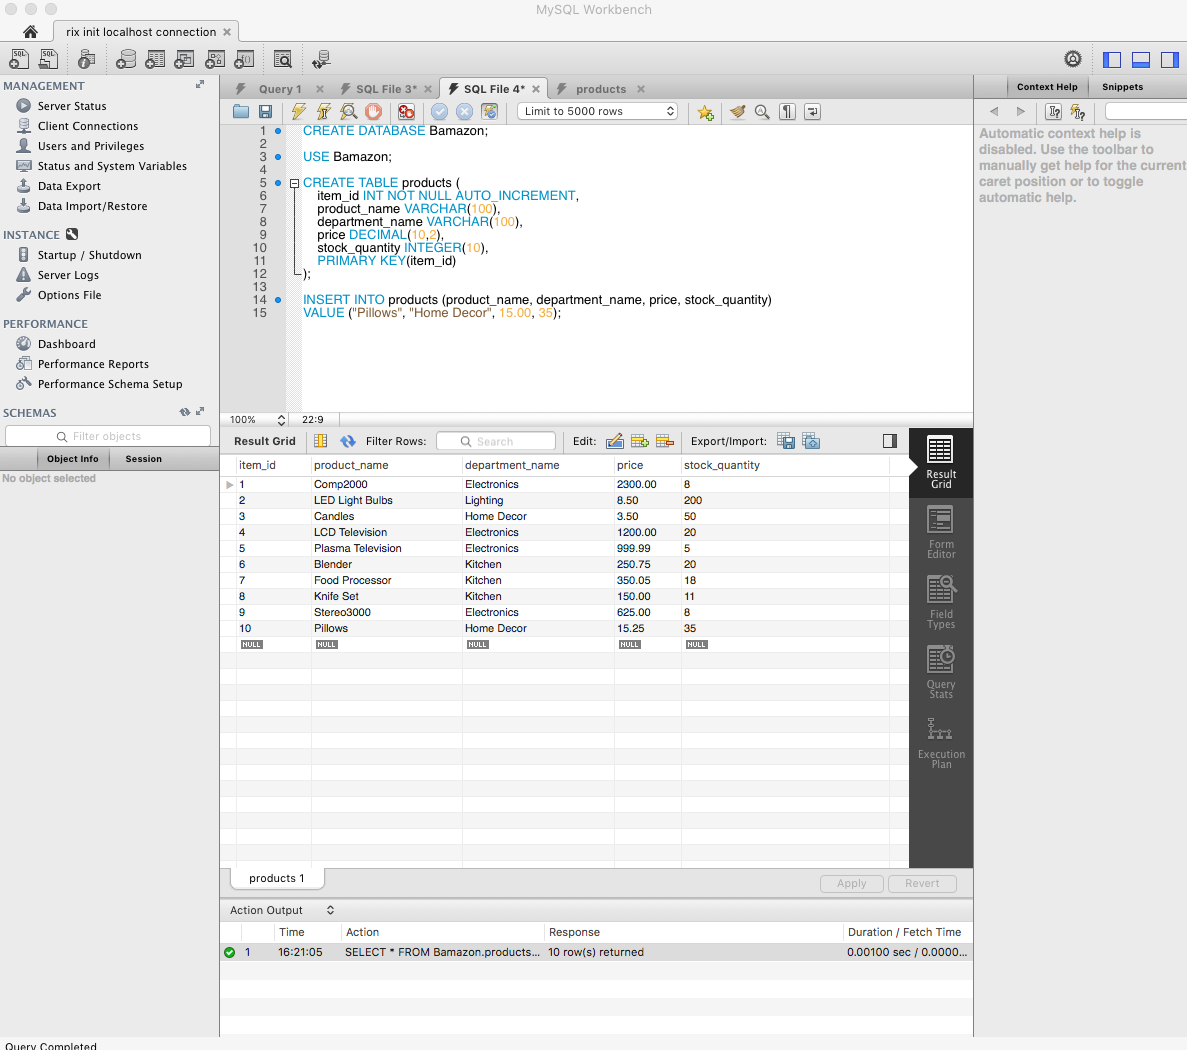 MySQL Workbench
rix init localhost connection
MANAGEMENT
Server Status
Client Connections
Users and Privileges
Status and System Variables
Data Export
Data Import/Restore
INSTANCE
Startup / Shutdown
Server Logs
Options File
PERFORMANCE
Dashboard
Performance Reports
Performance Schema Setup
SCHEMAS
Filter objects
Object Info Session
No object selected
Query 1 SQL File 3* SQL File 4* products
Limit to 5000 rows
1 CREATE DATABASE Bamazon;
2
3 USE Bamazon;
4
5 CREATE TABLE products (
6 item_id INT NOT NULL AUTO_INCREMENT,
7 product_name VARCHAR(100),
8 department_name VARCHAR(100),
9 price DECIMAL(10,2),
10 stock_quantity INTEGER(10),
11 PRIMARY KEY(item_id)
12 );
13
14 INSERT INTO products (product_name, department_name, price, stock_quantity)
15 VALUE ("Pillows", "Home Decor", 15.00, 35);
100% 22:9
Result Grid Filter Rows: Search Edit: Export/Import:
item_id product_name department_name price stock_quantity
1 Comp2000 Electronics 2300.00 8
2 LED Light Bulbs Lighting 8.50 200
3 Candles Home Decor 3.50 50
4 LCD Television Electronics 1200.00 20
5 Plasma Television Electronics 999.99 5
6 Blender Kitchen 250.75 20
7 Food Processor Kitchen 350.05 18
8 Knife Set Kitchen 150.00 11
9 Stereo3000 Electronics 625.00 8
10 Pillows Home Decor 15.25 35
NULL NULL NULL NULL NULL
Result
Grid
Form
Editor
Field
Types
Query
Stats
Execution
Plan
products 1
Apply Revert
Action Output
Time Action Response Duration / Fetch Time
1 16:21:05 SELECT * FROM Bamazon.products... 10 row(s) returned 0.00100 sec / 0.0000...
Context Help Snippets
Automatic context help is
disabled. Use the toolbar to
manually get help for the current
caret position or to toggle
automatic help.
Query Completed